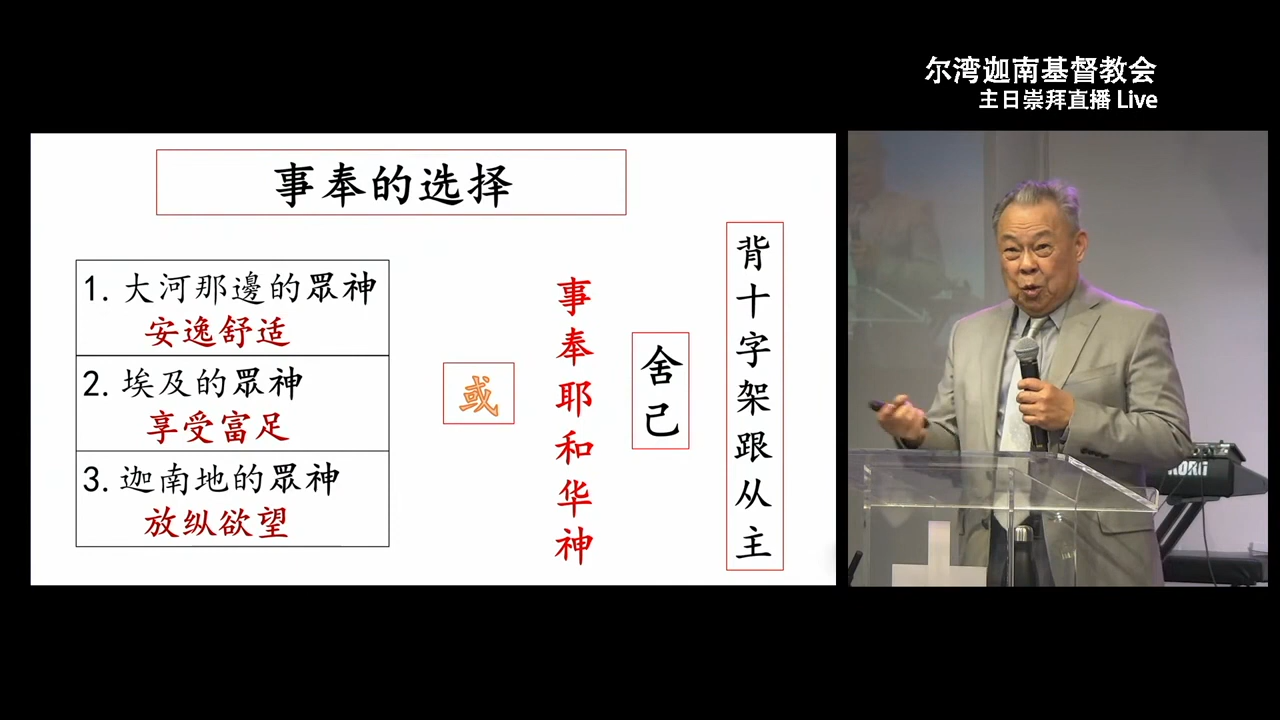 尔湾迦南基督教会
主日崇拜直播 Live
事奉的选择
1. 大河那邊的眾神
安逸舒适
2. 埃及的眾神
享受富足
3. 迦南地的眾神
放纵欲望
或
事奉耶和华神
舍己
背十字架跟从主
KORG